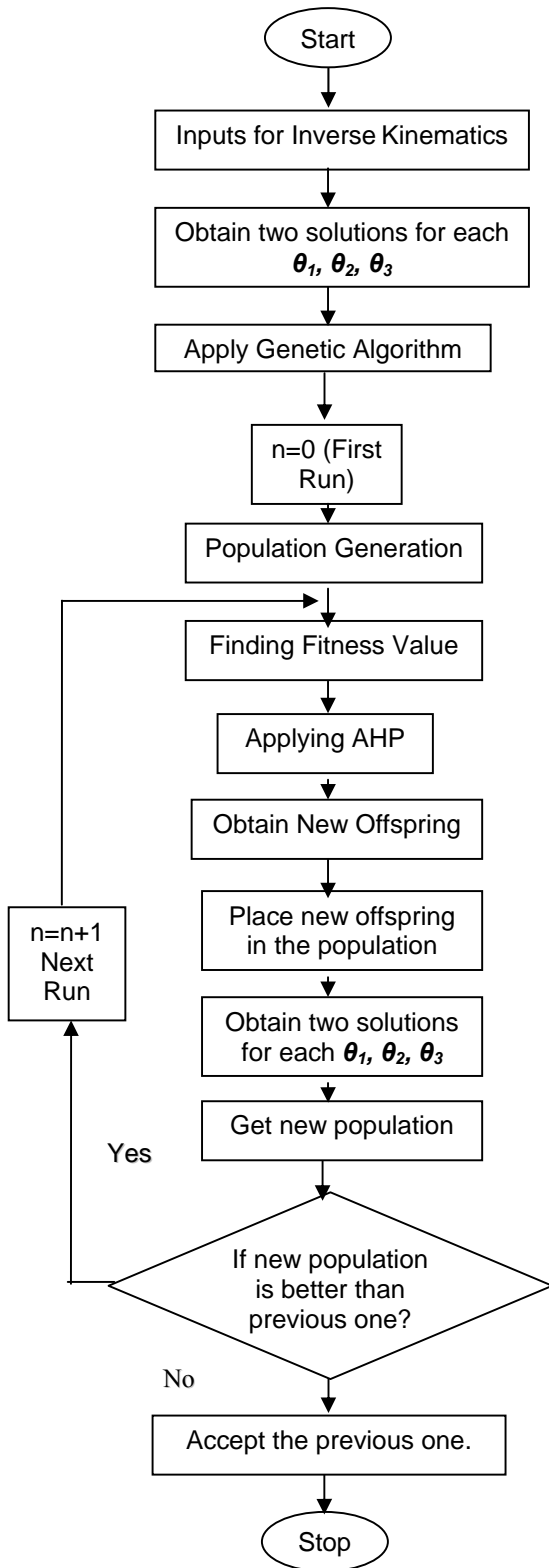 Start
Inputs for Inverse Kinematics
Obtain two solutions for each
θ1, θ2, θ3
Apply Genetic Algorithm
n=0 (First
Run)
Population Generation
Finding Fitness Value
Applying AHP
Obtain New Offspring
Place new offspring
in the population
n=n+1
Next
Run
Obtain two solutions
for each θ1, θ2, θ3
Get new population
Yes
If new population
is better than
previous one?
No
Accept the previous one.
Stop